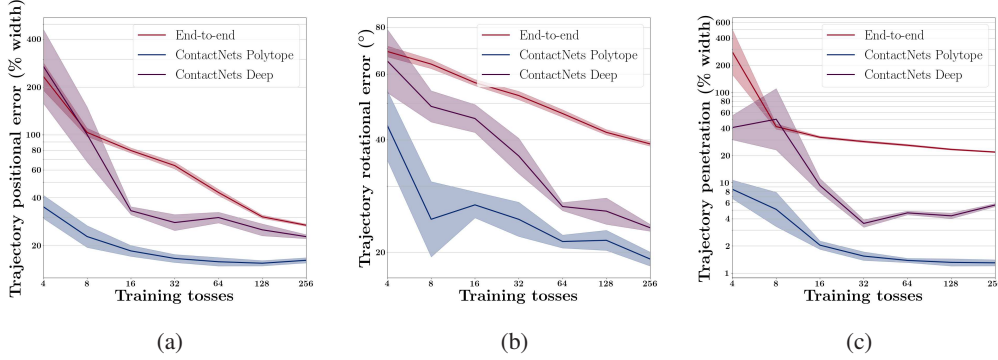 Trajectory positional error (% width)
400
200
100
80
60
40
20
4 8 16 32 64 128 256
Training tosses
End-to-end
ContactNets Polytope
ContactNets Deep
(a)
Trajectory rotational error (°)
80
60
40
20
4 8 16 32 64 128 256
Training tosses
End-to-end
ContactNets Polytope
ContactNets Deep
(b)
Trajectory penetration (% width)
600
400
200
100
80
60
40
20
10
8
6
4
2
1
4 8 16 32 64 128 256
Training tosses
End-to-end
ContactNets Polytope
ContactNets Deep
(c)